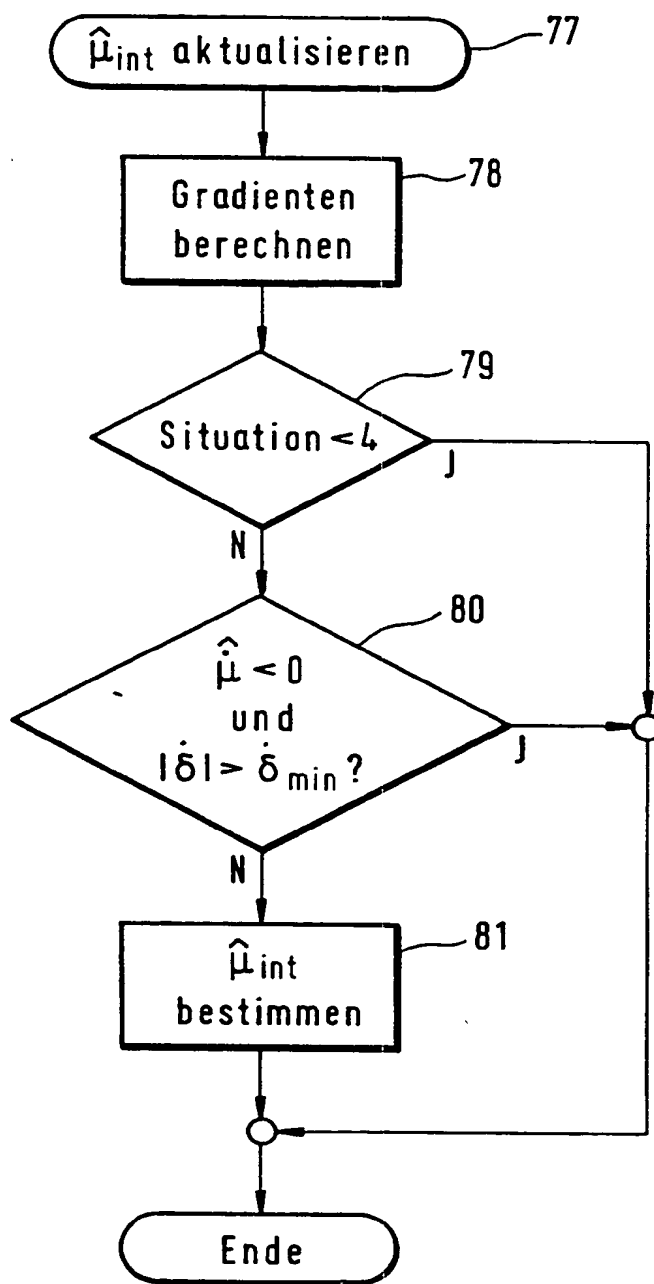 μ̂int aktualisieren
77
Gradienten
berechnen
78
79
Situation < 4
J
N
80
μ̂̇ < 0
und
|δ̇| > δ̇min ?
J
N
81
μ̂int
bestimmen
Ende